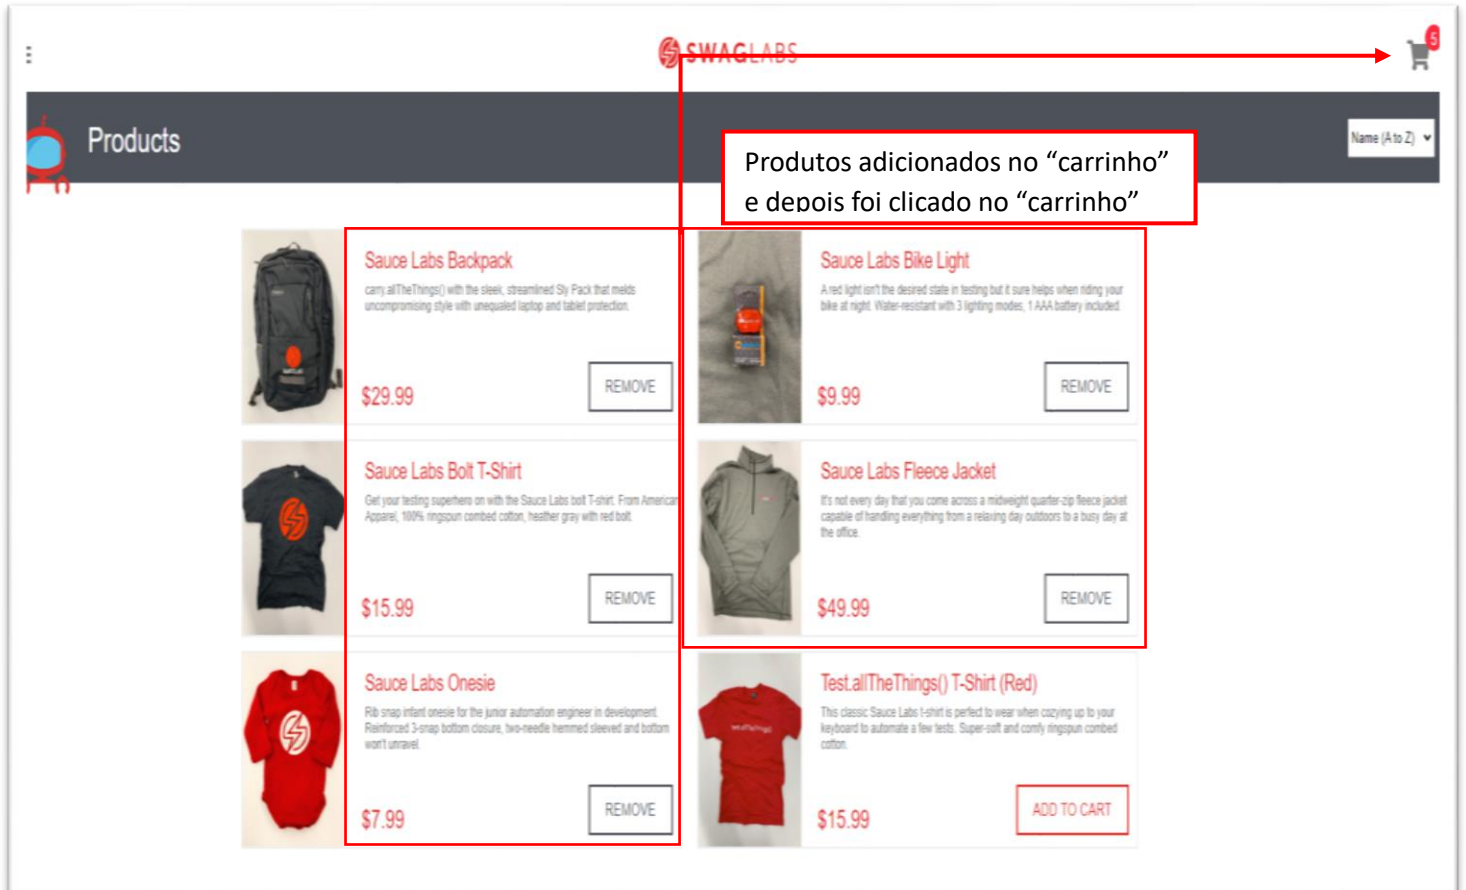 SWAGLABS
5
Products
Name (A to Z)
Produtos adicionados no “carrinho”
e depois foi clicado no “carrinho”
Sauce Labs Backpack
carry.allTheThings() with the sleek, streamlined Sly Pack that melds
uncompromising style with unequaled laptop and tablet protection.
$29.99
REMOVE
Sauce Labs Bike Light
A red light isn't the desired state in testing but it sure helps when riding your
bike at night. Water-resistant with 3 lighting modes, 1 AAA battery included.
$9.99
REMOVE
Sauce Labs Bolt T-Shirt
Get your testing superhero on with the Sauce Labs bolt T-shirt. From American
Apparel, 100% ringspun combed cotton, heather gray with red bolt.
$15.99
REMOVE
Sauce Labs Fleece Jacket
It's not every day that you come across a midweight quarter-zip fleece jacket
capable of handling everything from a relaxing day outdoors to a busy day at
the office.
$49.99
REMOVE
Sauce Labs Onesie
Rib snap infant onesie for the junior automation engineer in development.
Reinforced 3-snap bottom closure, two-needle hemmed sleeved and bottom
won't unravel.
$7.99
REMOVE
Test.allTheThings() T-Shirt (Red)
This classic Sauce Labs t-shirt is perfect to wear when cozying up to your
keyboard to automate a few tests. Super-soft and comfy ringspun combed
cotton.
$15.99
ADD TO CART
test.allTheThings()